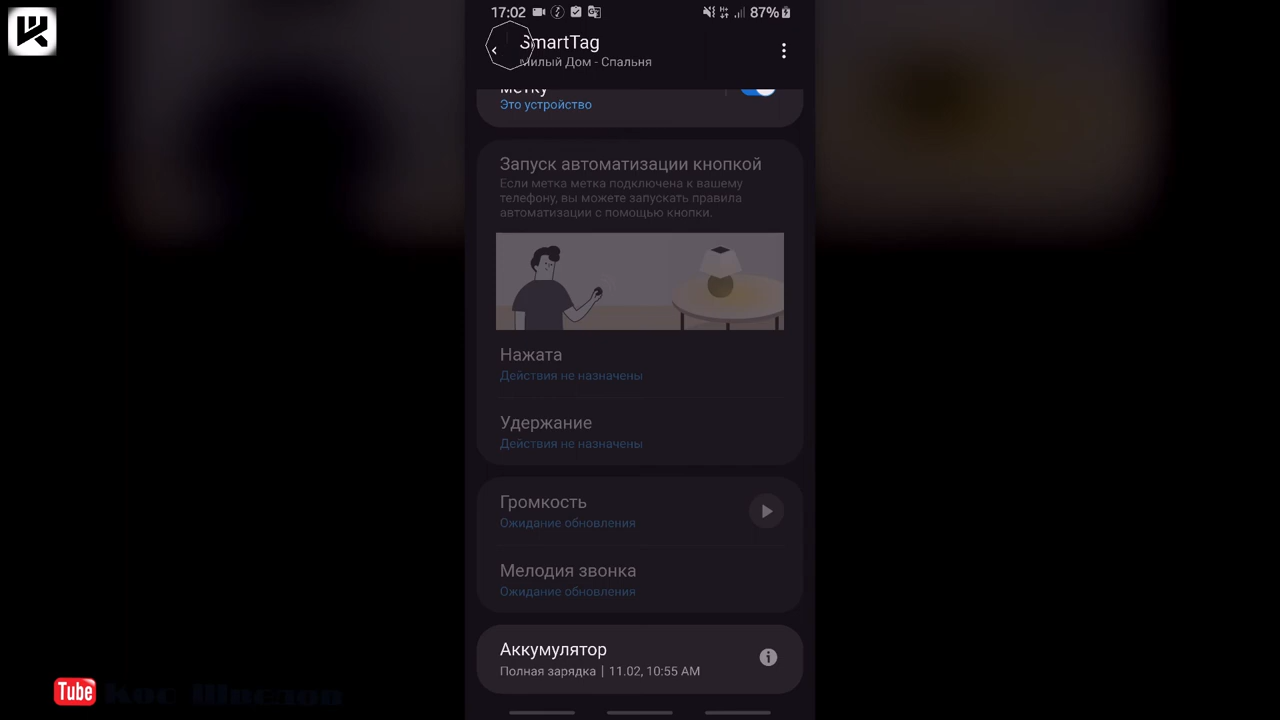 17:02
87%
SmartTag
Милый Дом - Спальня
метку
Это устройство
Запуск автоматизации кнопкой
Если метка метка подключена к вашему
телефону, вы можете запускать правила
автоматизации с помощью кнопки.
Нажата
Действия не назначены
Удержание
Действия не назначены
Громкость
Ожидание обновления
Мелодия звонка
Ожидание обновления
Аккумулятор
Полная зарядка | 11.02, 10:55 AM
Tube
Кос Шведов